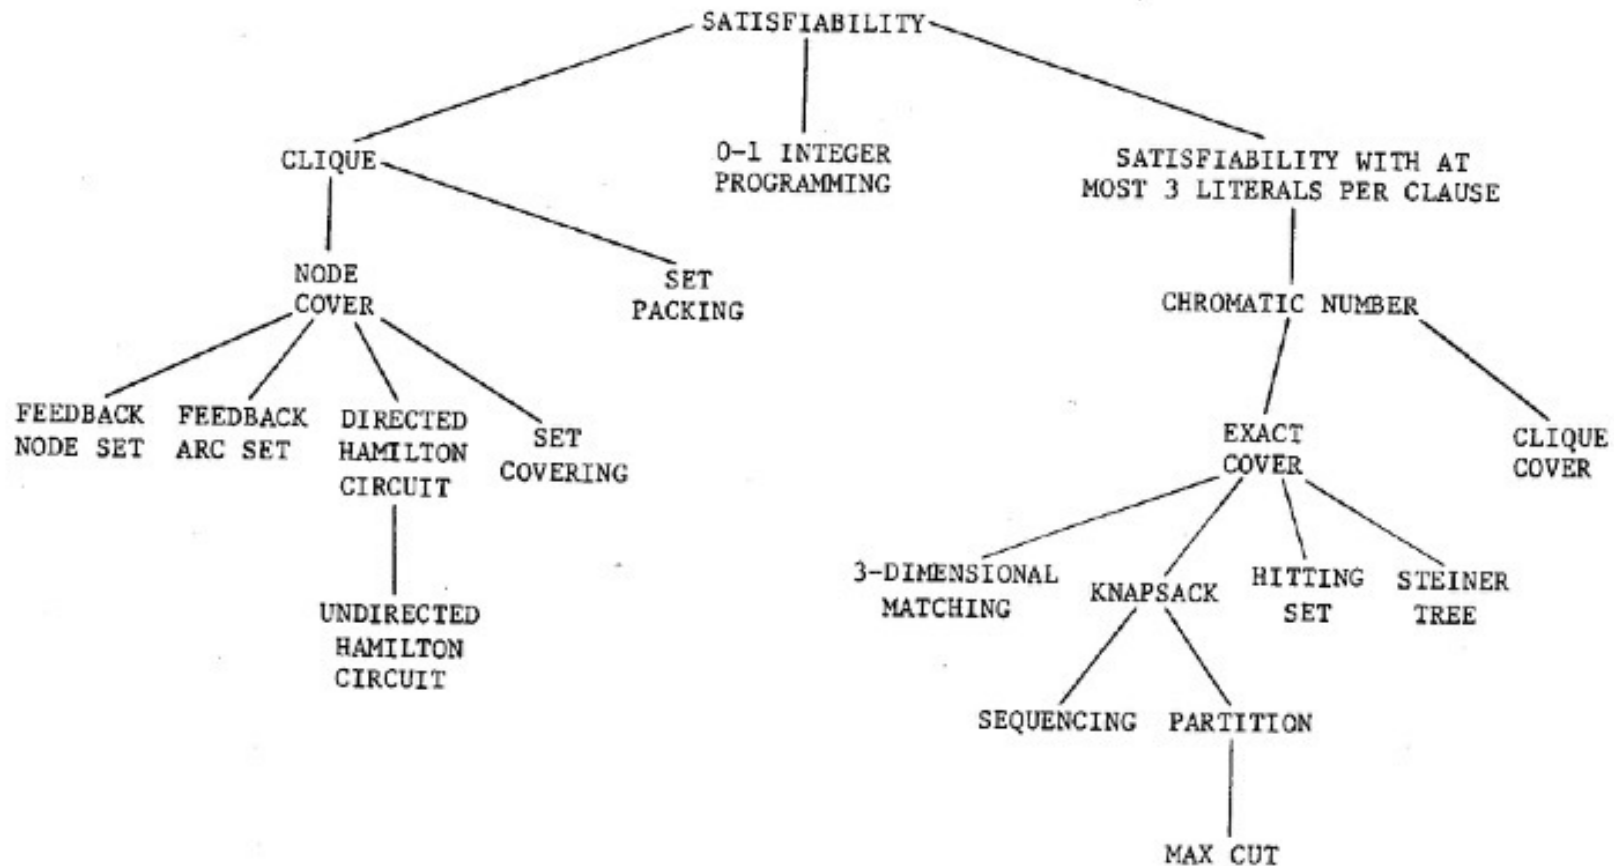 SATISFIABILITY
CLIQUE
0-1 INTEGER
PROGRAMMING
SATISFIABILITY WITH AT
MOST 3 LITERALS PER CLAUSE
NODE
COVER
SET
PACKING
CHROMATIC NUMBER
FEEDBACK
NODE SET
FEEDBACK
ARC SET
DIRECTED
HAMILTON
CIRCUIT
SET
COVERING
EXACT
COVER
CLIQUE
COVER
3-DIMENSIONAL
MATCHING
KNAPSACK
HITTING
SET
STEINER
TREE
UNDIRECTED
HAMILTON
CIRCUIT
SEQUENCING
PARTITION
MAX CUT